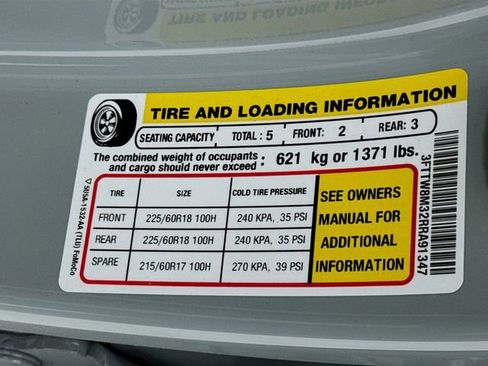 TIRE AND LOADING INFORMATION
SEATING CAPACITY TOTAL : 5 FRONT: 2 REAR: 3
The combined weight of occupants and cargo should never exceed : 621 kg or 1371 lbs.
TIRE SIZE COLD TIRE PRESSURE
FRONT 225/60R18 100H 240 KPA, 35 PSI
REAR 225/60R18 100H 240 KPA, 35 PSI
SPARE 215/60R17 100H 270 KPA, 39 PSI
SEE OWNERS
MANUAL FOR
ADDITIONAL
INFORMATION
3FTTW8M32RRA91347